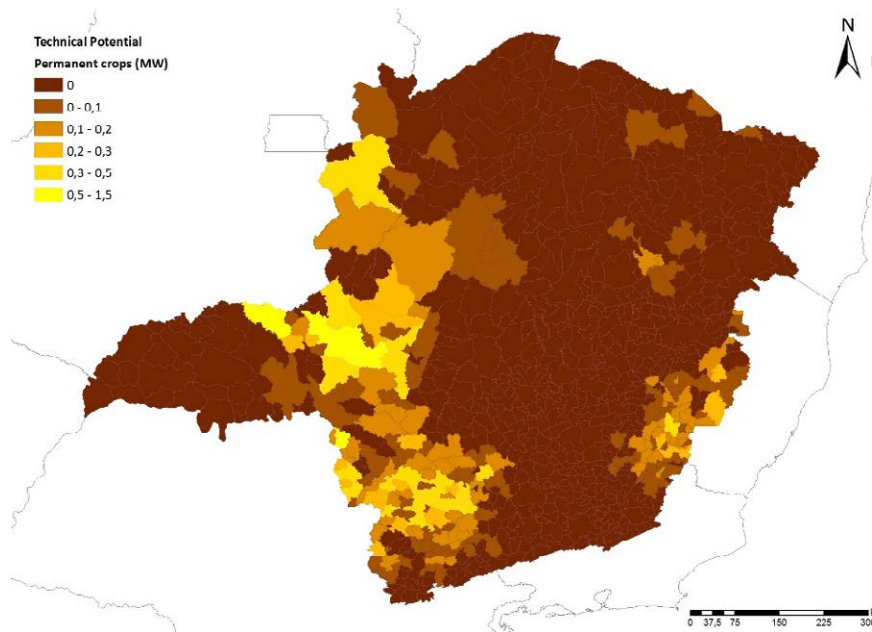 Technical Potential
Permanent crops (MW)
0
0 - 0,1
0,1 - 0,2
0,2 - 0,3
0,3 - 0,5
0,5 - 1,5
N
0 37,5 75 150 225 300